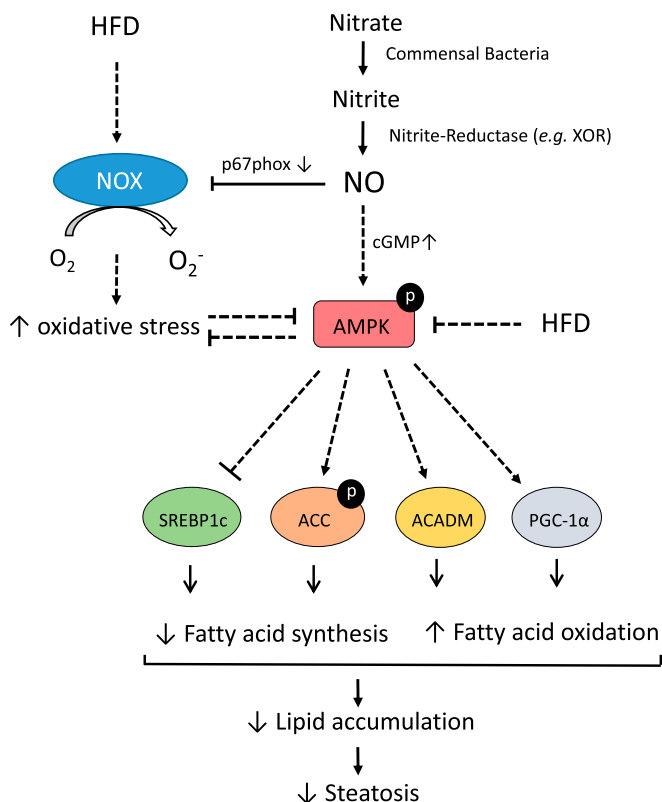 HFD
Nitrate
Commensal Bacteria
Nitrite
Nitrite-Reductase (e.g. XOR)
NOX
p67phox ↓
NO
O₂
O₂⁻
cGMP↑
p
↑ oxidative stress
AMPK
HFD
SREBP1c
ACC
p
ACADM
PGC-1α
↓ Fatty acid synthesis
↑ Fatty acid oxidation
↓ Lipid accumulation
↓ Steatosis